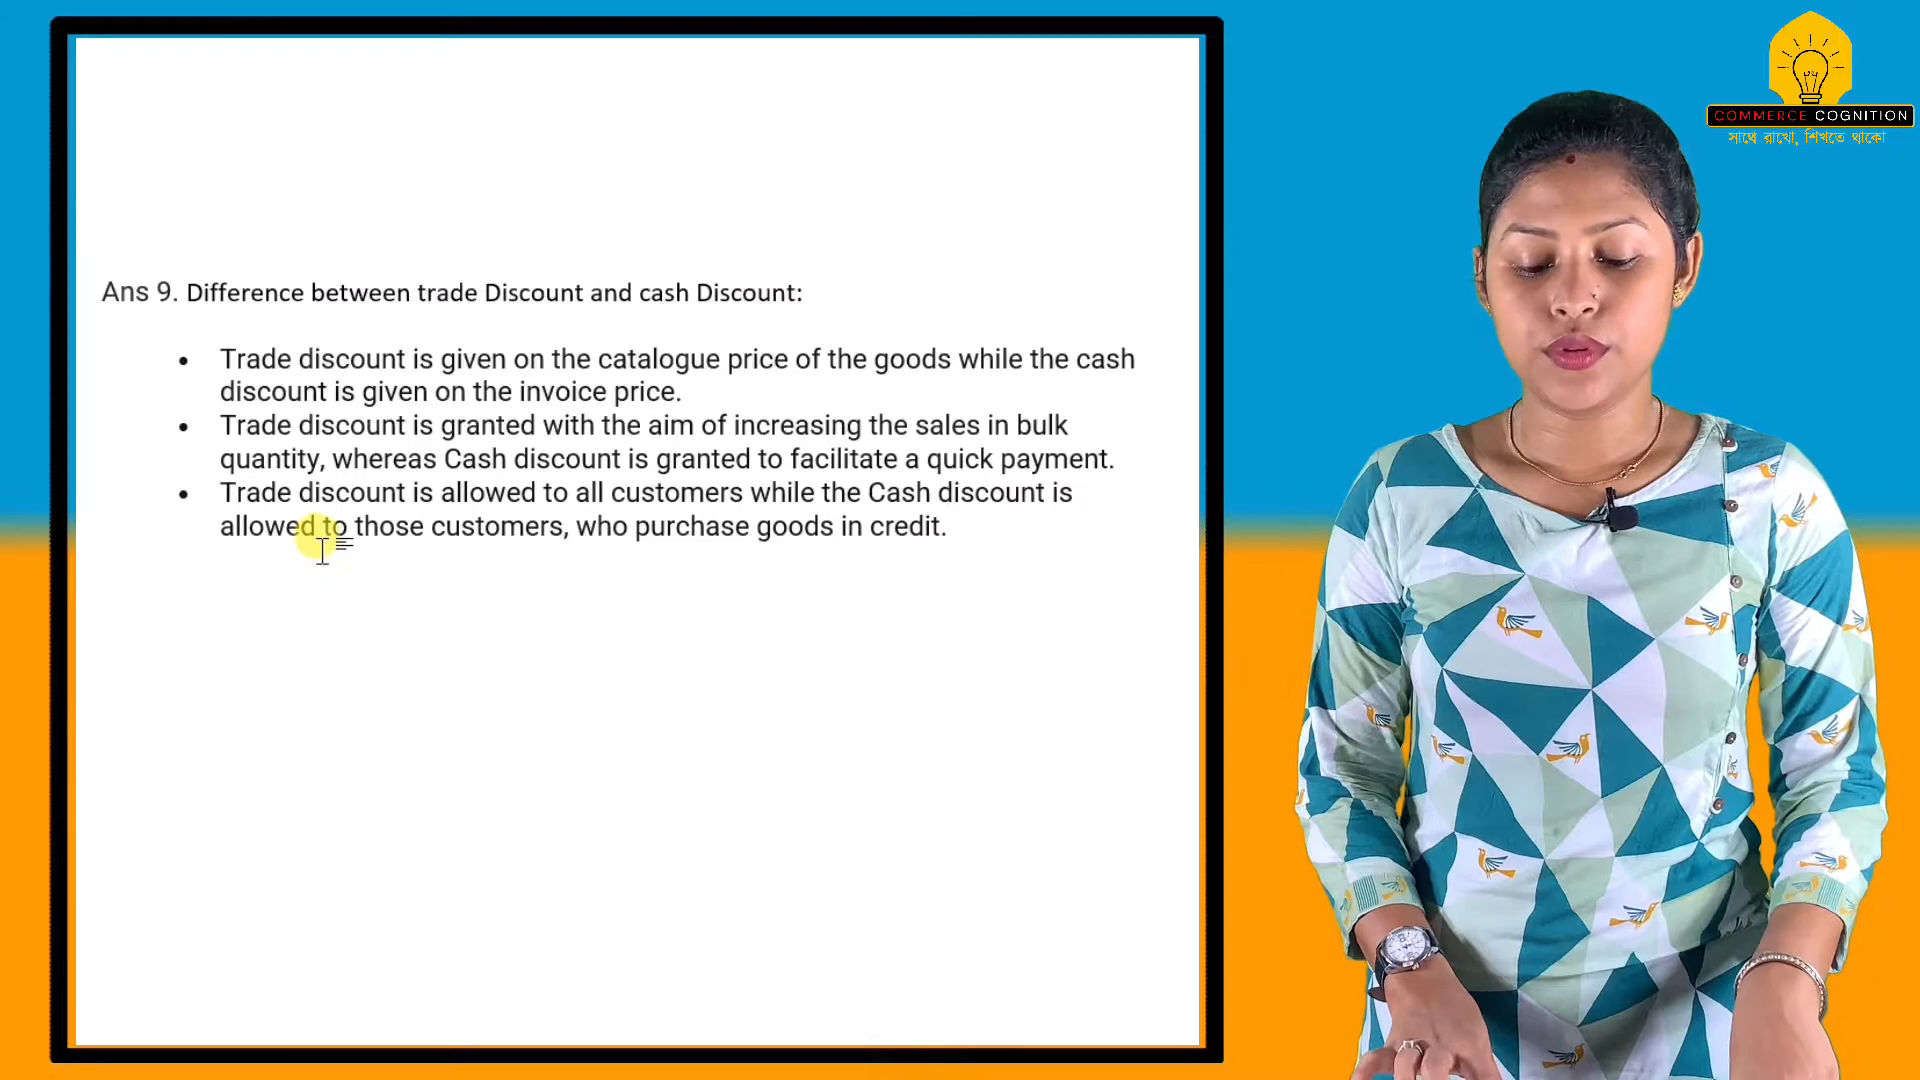 COMMERCE COGNITION
সাথে রাখো, শিখতে থাকো
Ans 9. Difference between trade Discount and cash Discount:
• Trade discount is given on the catalogue price of the goods while the cash
discount is given on the invoice price.
• Trade discount is granted with the aim of increasing the sales in bulk
quantity, whereas Cash discount is granted to facilitate a quick payment.
• Trade discount is allowed to all customers while the Cash discount is
allowed to those customers, who purchase goods in credit.